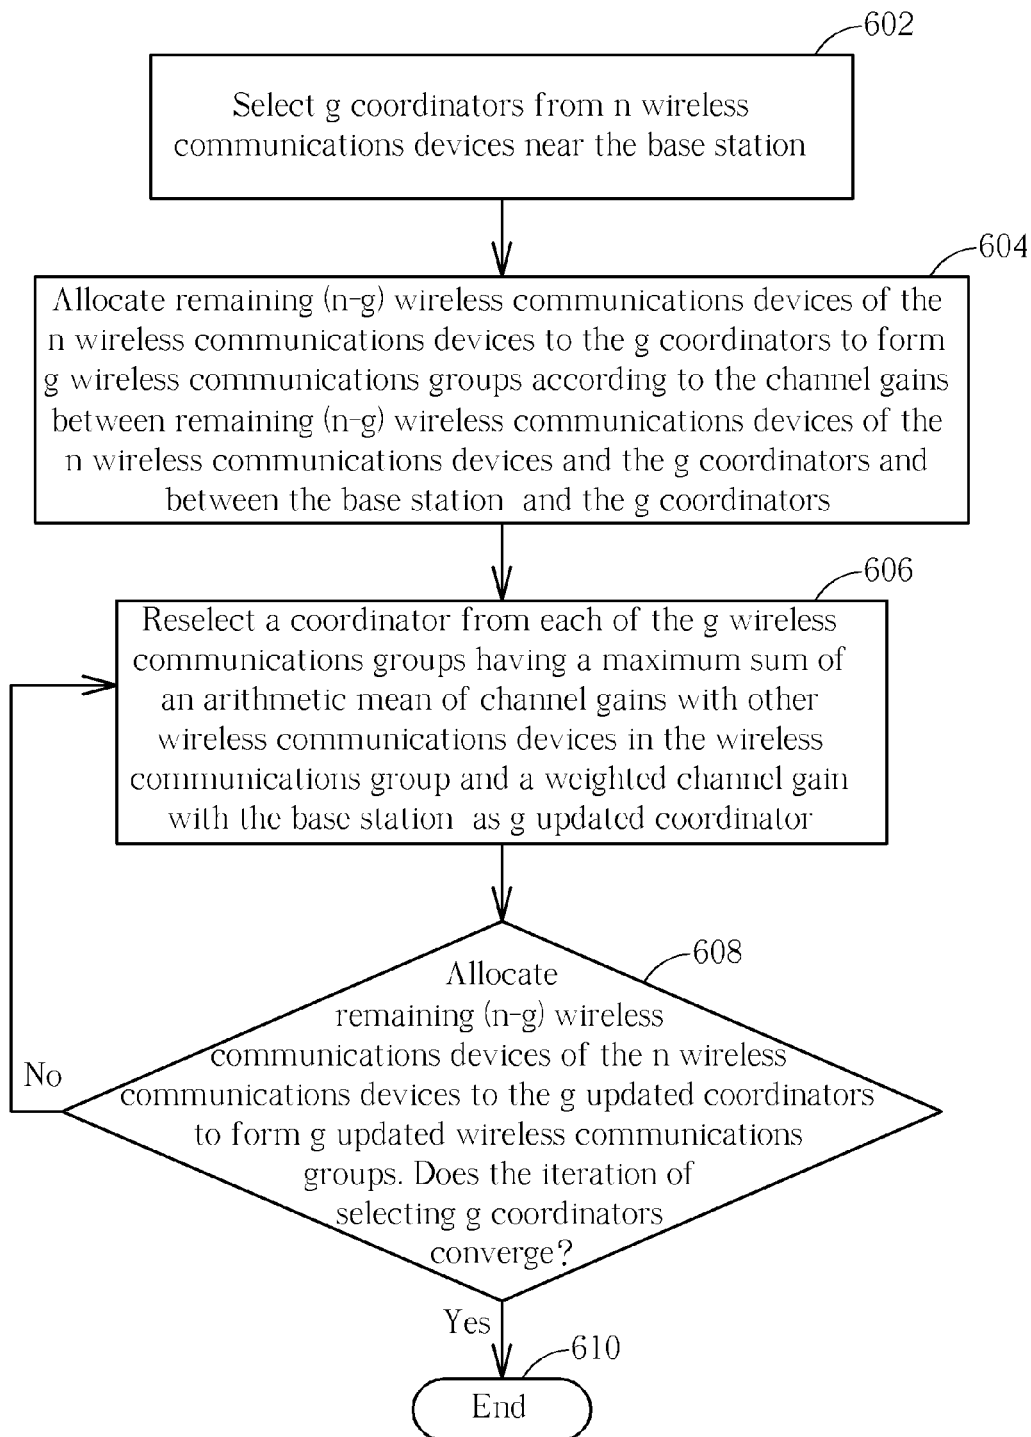 602
Select g coordinators from n wireless
communications devices near the base station
604
Allocate remaining (n-g) wireless communications devices of the
n wireless communications devices to the g coordinators to form
g wireless communications groups according to the channel gains
between remaining (n-g) wireless communications devices of the
n wireless communications devices and the g coordinators and
between the base station and the g coordinators
606
Reselect a coordinator from each of the g wireless
communications groups having a maximum sum of
an arithmetic mean of channel gains with other
wireless communications devices in the wireless
communications group and a weighted channel gain
with the base station as g updated coordinator
608
Allocate
remaining (n-g) wireless
communications devices of the n wireless
communications devices to the g updated coordinators
to form g updated wireless communications
groups. Does the iteration of
selecting g coordinators
converge?
No
Yes
610
End